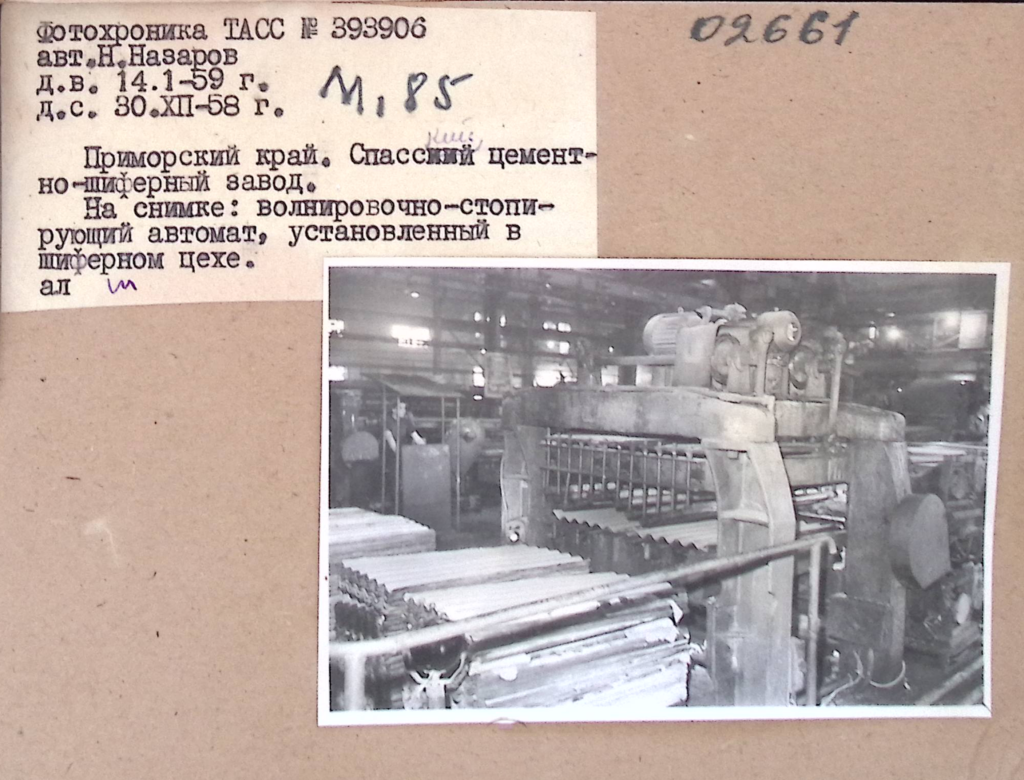 Фотохроника ТАСС № 393906
авт.Н.Назаров
д.в. 14.1-59 г.
д.с. 30.ХП-58 г.
М, 85
Приморский край. Спасский цемент-
но-шиферный завод.
На снимке: волнировочно-стопи-
рующий автомат, установленный в
шиферном цехе.
ал
02661